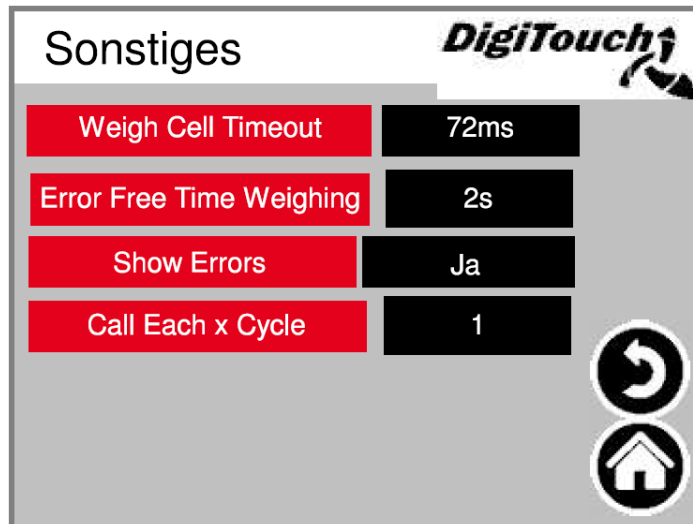 Sonstiges
DigiTouch
Weigh Cell Timeout 72ms
Error Free Time Weighing 2s
Show Errors Ja
Call Each x Cycle 1